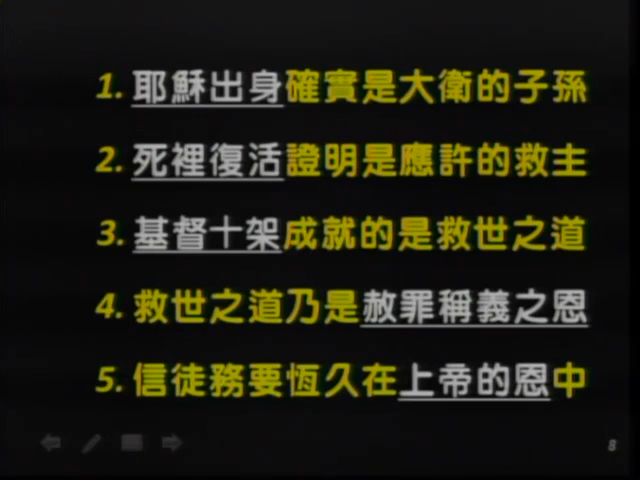 1. 耶穌出身確實是大衛的子孫
2. 死裡復活證明是應許的救主
3. 基督十架成就的是救世之道
4. 救世之道乃是赦罪稱義之恩
5. 信徒務要恆久在上帝的恩中
8